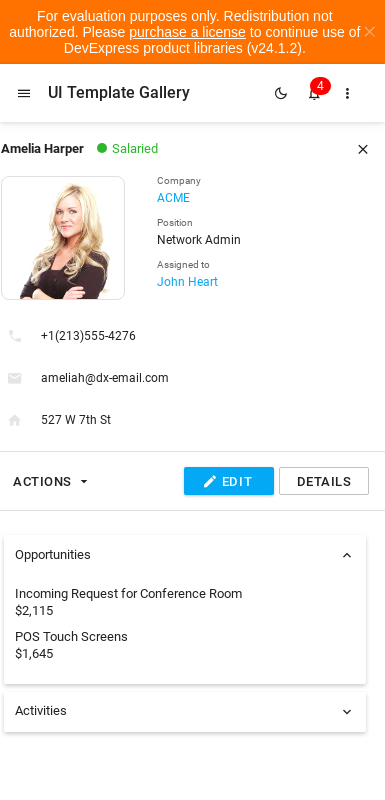 For evaluation purposes only. Redistribution not
authorized. Please purchase a license to continue use of
DevExpress product libraries (v24.1.2).
UI Template Gallery
4
Amelia Harper
Salaried
Company
ACME
Position
Network Admin
Assigned to
John Heart
+1(213)555-4276
ameliah@dx-email.com
527 W 7th St
ACTIONS
EDIT
DETAILS
Opportunities
Incoming Request for Conference Room
$2,115
POS Touch Screens
$1,645
Activities